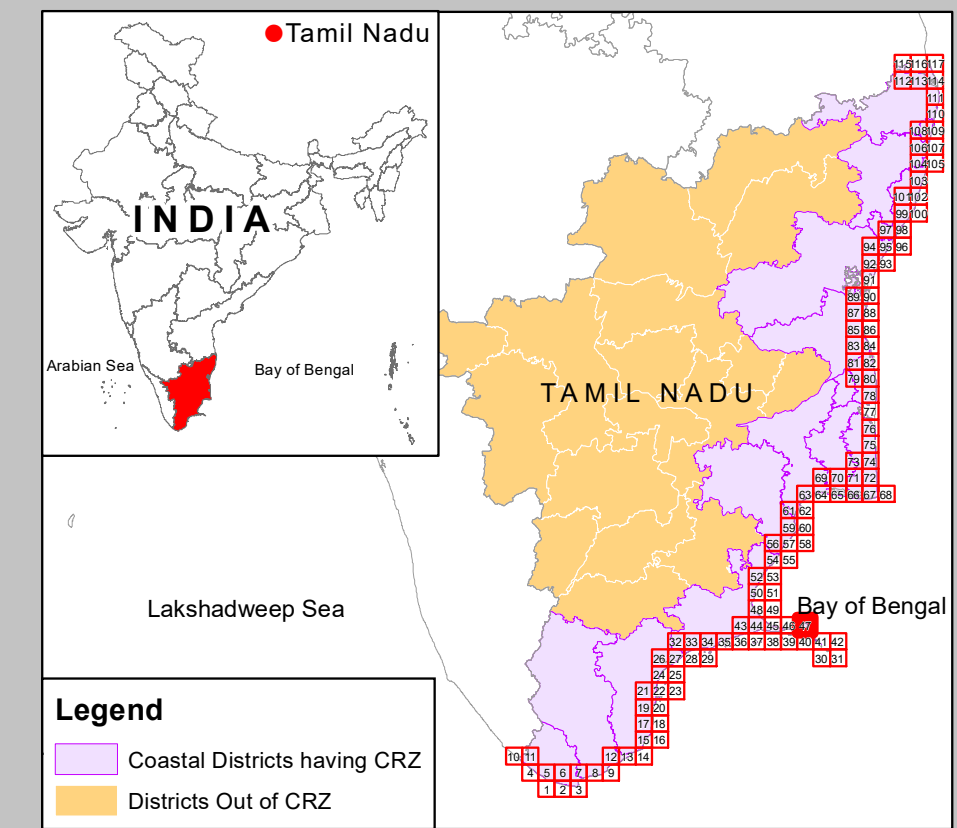 Tamil Nadu
INDIA
Arabian Sea
Bay of Bengal
115 116 117
112 113 114
111
110
108 109
106 107
104 105
103
101 102
99 100
97 98
94 95 96
92 93
91
89 90
87 88
85 86
83 84
81 82
79 80
TAMIL NADU
78
77
76
75
73 74
69 70 71 72
63 64 65 66 67 68
61 62
59 60
56 57 58
54 55
52 53
50 51
48 49
Bay of Bengal
Lakshadweep Sea
43 44 45 46 47
32 33 34 35 36 37 38 39 40 41 42
26 27 28 29 30 31
24 25
21 22 23
19 20
17 18
15 16
10 11 12 13 14
4 5 6 7 8 9
1 2 3
Legend
Coastal Districts having CRZ
Districts Out of CRZ